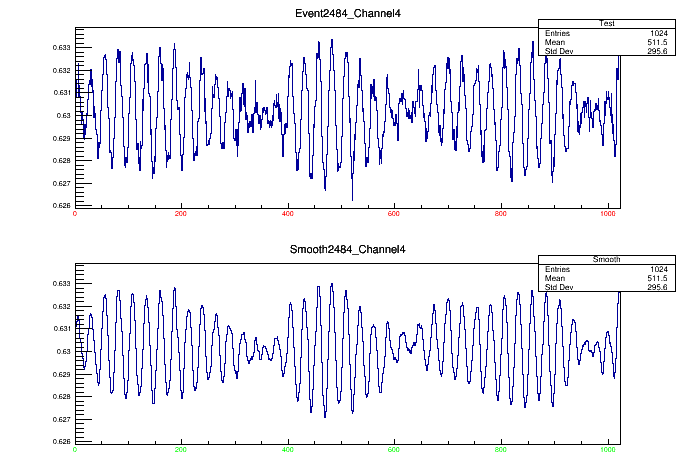 Event2484_Channel4
Test
Entries 1024
Mean 511.5
Std Dev 295.6
0.633
0.632
0.631
0.63
0.629
0.628
0.627
0.626
0 200 400 600 800 1000
Smooth2484_Channel4
Smooth
Entries 1024
Mean 511.5
Std Dev 295.6
0.633
0.632
0.631
0.63
0.629
0.628
0.627
0.626
0 200 400 600 800 1000